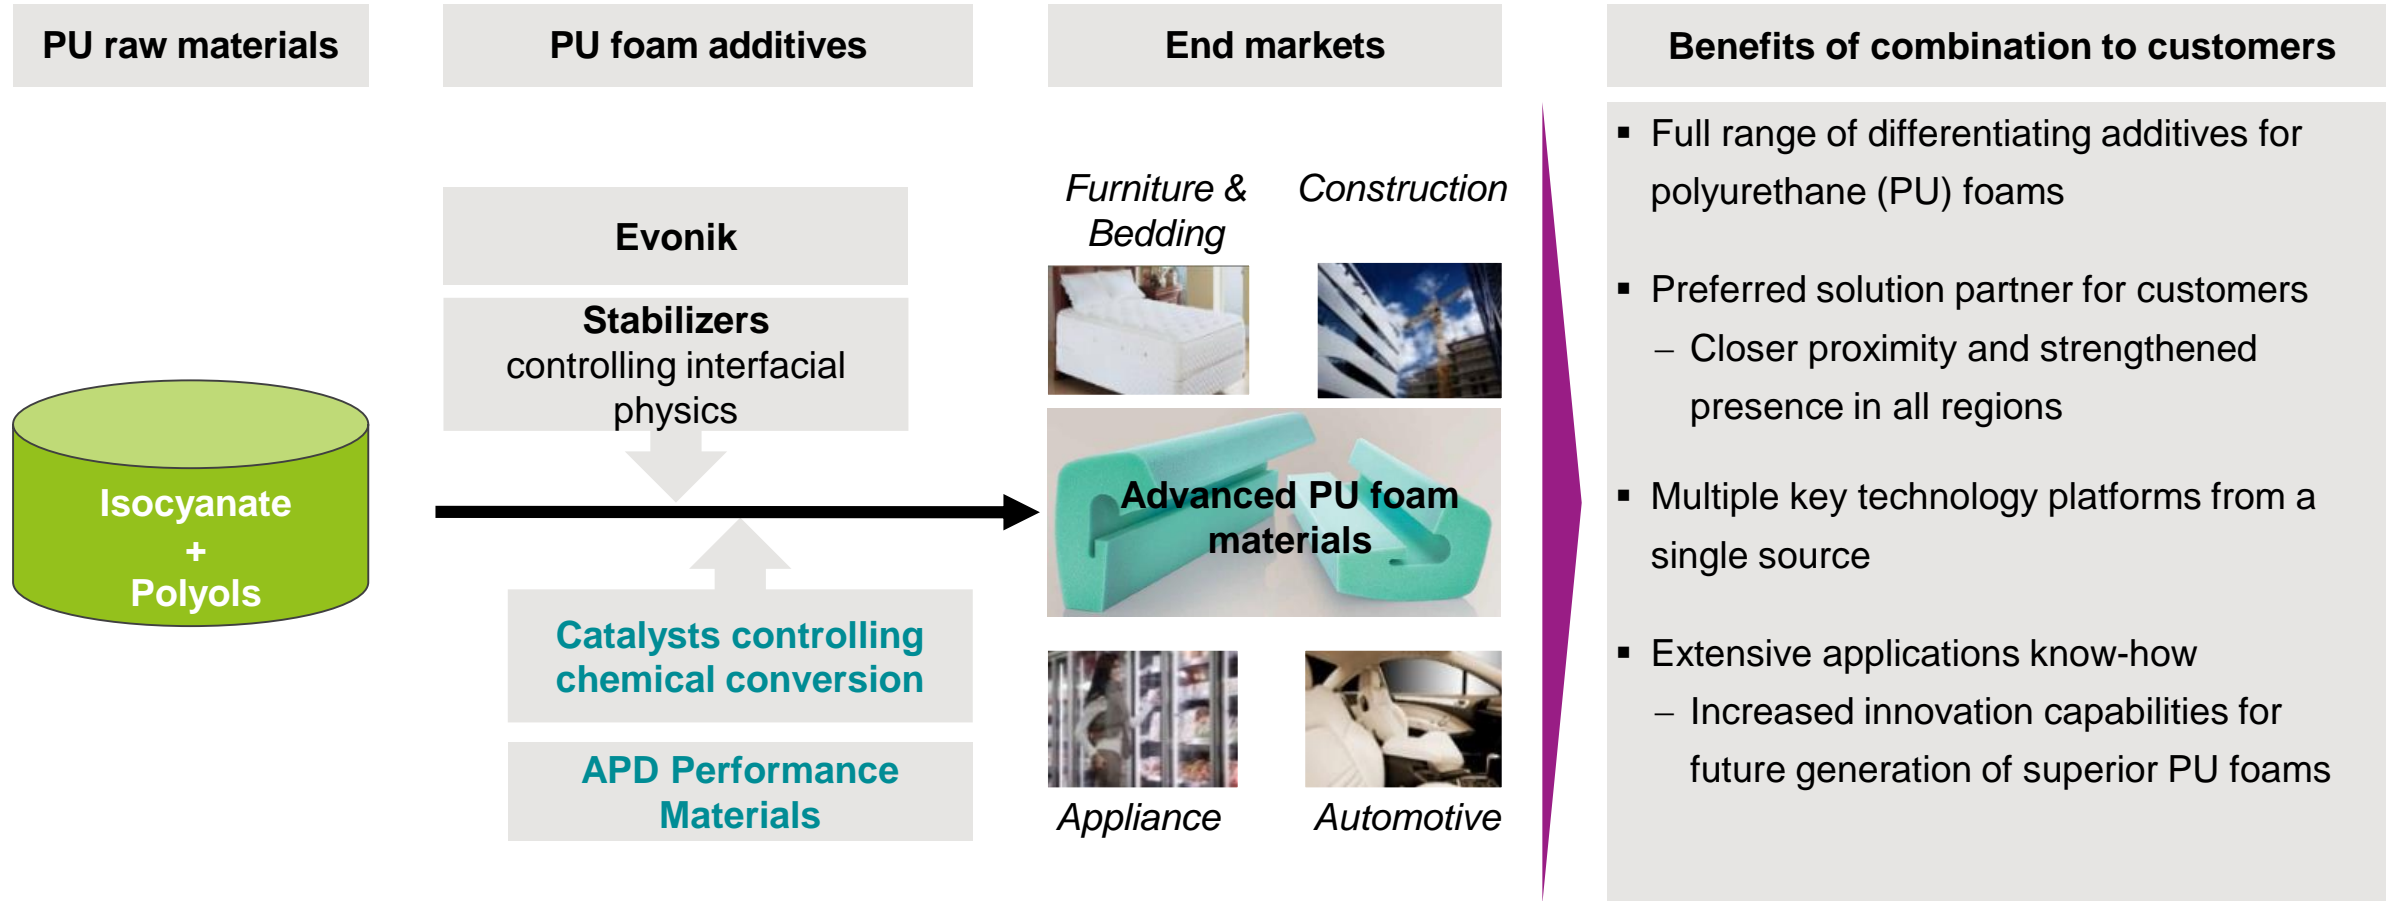 PU raw materials
PU foam additives
End markets
Benefits of combination to customers
Isocyanate
+
Polyols
Evonik
Stabilizers
controlling interfacial
physics
Catalysts controlling
chemical conversion
APD Performance
Materials
Furniture &
Bedding
Construction
Advanced PU foam
materials
Appliance
Automotive
▪ Full range of differentiating additives for
polyurethane (PU) foams
▪ Preferred solution partner for customers
– Closer proximity and strengthened
presence in all regions
▪ Multiple key technology platforms from a
single source
▪ Extensive applications know-how
– Increased innovation capabilities for
future generation of superior PU foams